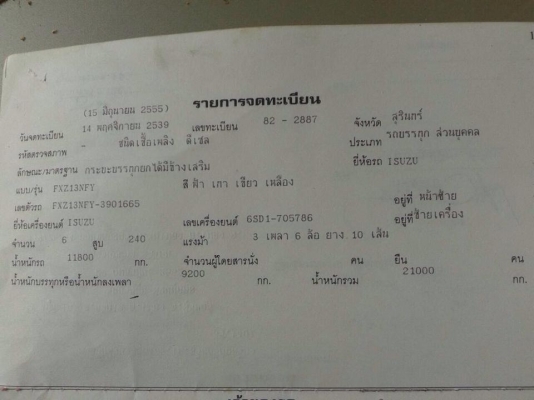 รายการจดทะเบียน
(15 มิถุนายน 2555)
วันจดทะเบียน 14 พฤศจิกายน 2539 เลขทะเบียน 82 - 2887 จังหวัด สุรินทร์
รหัสตรวจสภาพ - ชนิดเชื้อเพลิง ดีเซล ประเภท รถบรรทุก ส่วนบุคคล
ลักษณะ/มาตรฐาน กระบะบรรทุกยกได้มีข้างเสริม ยี่ห้อรถ ISUZU
แบบ/รุ่น FXZ13NFY สี ฟ้า เทา เขียว เหลือง
เลขตัวรถ FXZ13NFY-3901665 อยู่ที่ หน้าซ้าย
ยี่ห้อเครื่องยนต์ ISUZU เลขเครื่องยนต์ 6SD1-705786 อยู่ที่ ซ้ายเครื่อง
จำนวน 6 สูบ 240 แรงม้า 3 เพลา 6 ล้อ ยาง 10 เส้น
น้ำหนักรถ 11800 กก. จำนวนผู้โดยสารนั่ง คน ยืน คน
น้ำหนักบรรทุกหรือน้ำหนักลงเพลา 9200 กก. น้ำหนักรวม 21000 กก.